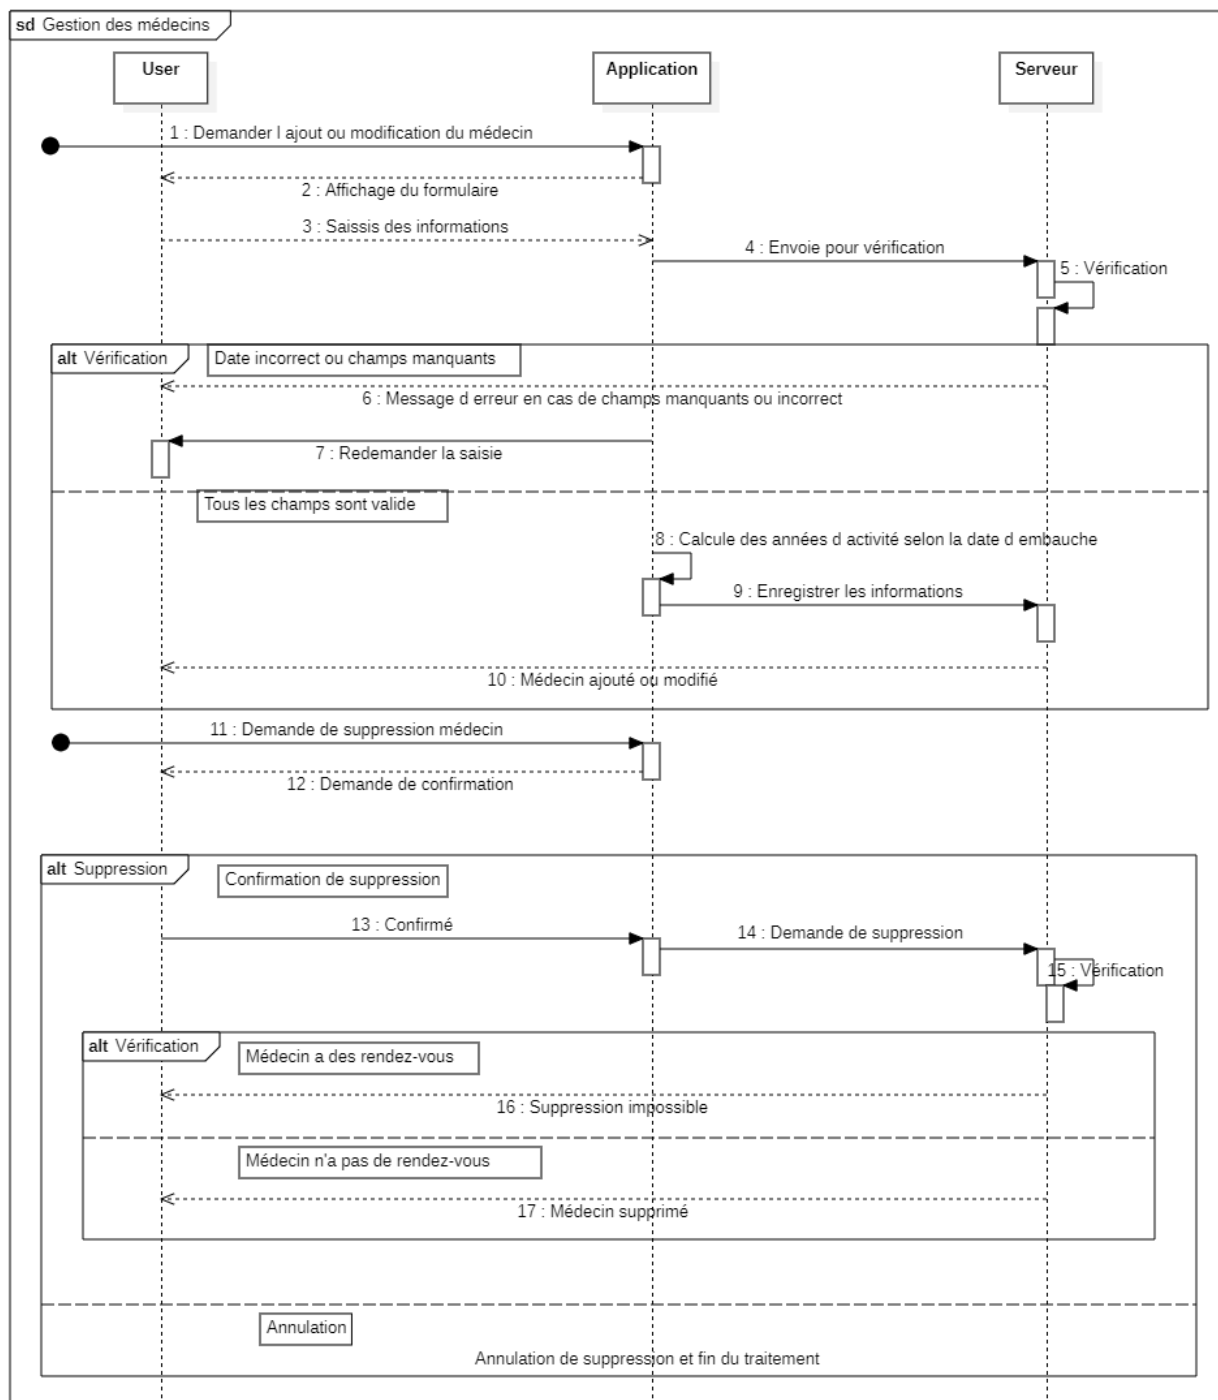 sd Gestion des médecins
User
Application
Serveur
1 : Demander l ajout ou modification du médecin
2 : Affichage du formulaire
3 : Saissis des informations
4 : Envoie pour vérification
5 : Vérification
alt Vérification
Date incorrect ou champs manquants
6 : Message d erreur en cas de champs manquants ou incorrect
7 : Redemander la saisie
Tous les champs sont valide
8 : Calcule des années d activité selon la date d embauche
9 : Enregistrer les informations
10 : Médecin ajouté ou modifié
11 : Demande de suppression médecin
12 : Demande de confirmation
alt Suppression
Confirmation de suppression
13 : Confirmé
14 : Demande de suppression
15 : Vérification
alt Vérification
Médecin a des rendez-vous
16 : Suppression impossible
Médecin n'a pas de rendez-vous
17 : Médecin supprimé
Annulation
Annulation de suppression et fin du traitement